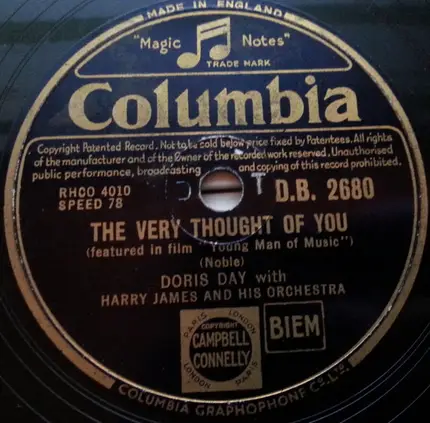 MADE IN ENGLAND
"Magic Notes"
TRADE MARK
Columbia
Copyright Patented Record. Not to be sold below price fixed by Patentees. All rights
of the manufacturer and of the Owner of the recorded work reserved. Unauthorised
public performance, broadcasting and copying of this record prohibited.
RHCO 4010
SPEED 78
D.B. 2680
THE VERY THOUGHT OF YOU
(featured in film "Young Man of Music")
(Noble)
DORIS DAY with
HARRY JAMES AND HIS ORCHESTRA
PARIS LONDON
COPYRIGHT
CAMPBELL
CONNELLY
LONDON PARIS
BIEM
COLUMBIA GRAPHOPHONE CO., LTD.